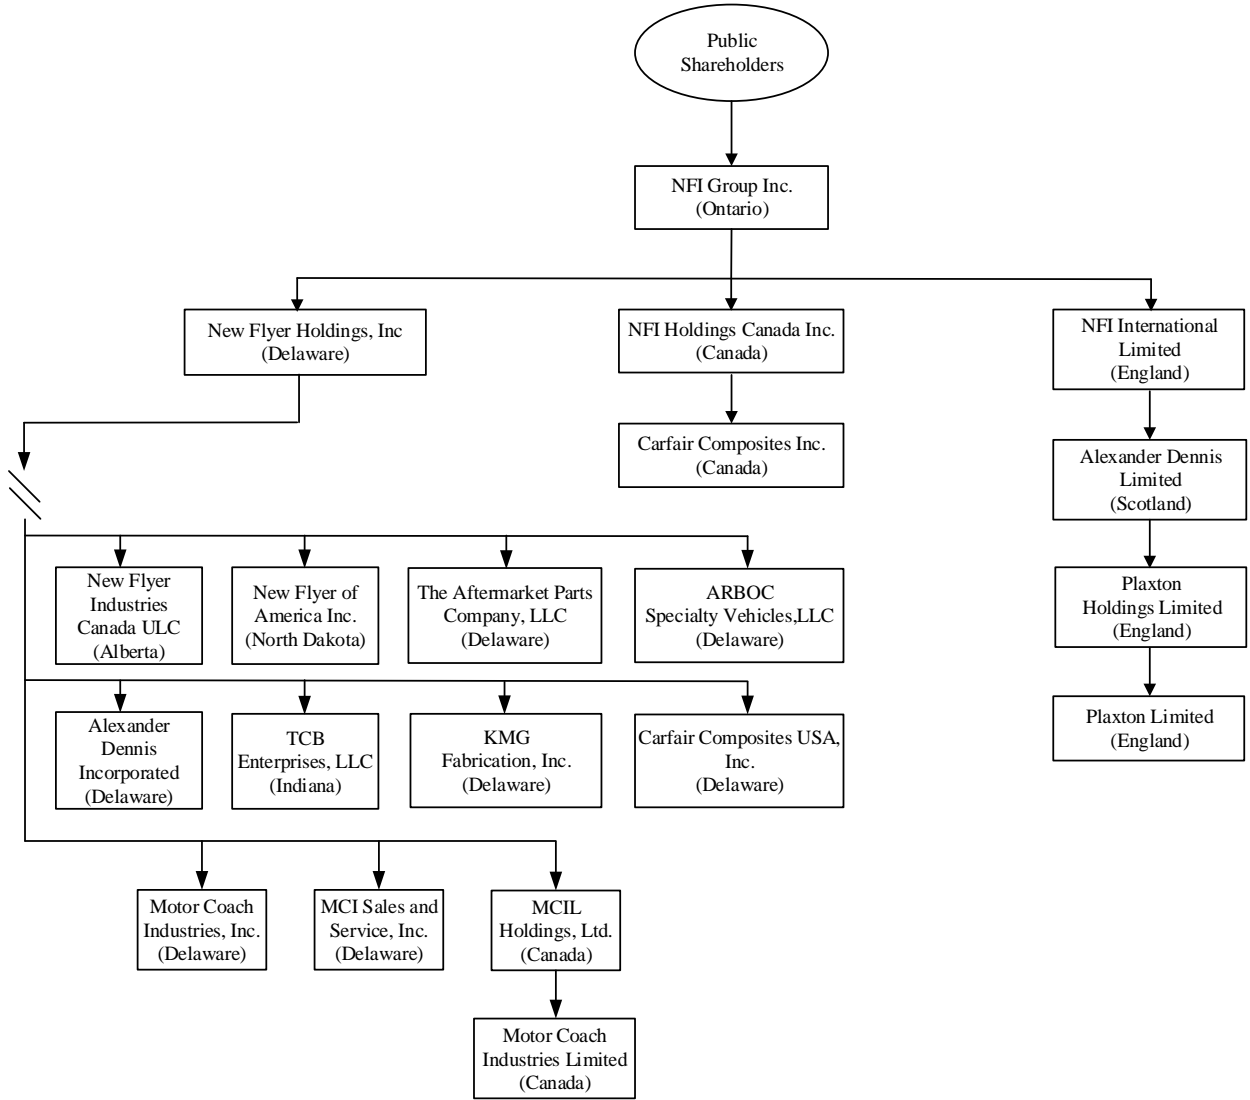 Public
Shareholders
NFI Group Inc.
(Ontario)
New Flyer Holdings, Inc
(Delaware)
NFI Holdings Canada Inc.
(Canada)
NFI International
Limited
(England)
Carfair Composites Inc.
(Canada)
Alexander Dennis
Limited
(Scotland)
New Flyer
Industries
Canada ULC
(Alberta)
New Flyer of
America Inc.
(North Dakota)
The Aftermarket Parts
Company, LLC
(Delaware)
ARBOC
Specialty Vehicles,LLC
(Delaware)
Plaxton
Holdings Limited
(England)
Alexander
Dennis
Incorporated
(Delaware)
TCB
Enterprises, LLC
(Indiana)
KMG
Fabrication, Inc.
(Delaware)
Carfair Composites USA,
Inc.
(Delaware)
Plaxton Limited
(England)
Motor Coach
Industries, Inc.
(Delaware)
MCI Sales and
Service, Inc.
(Delaware)
MCIL
Holdings, Ltd.
(Canada)
Motor Coach
Industries Limited
(Canada)